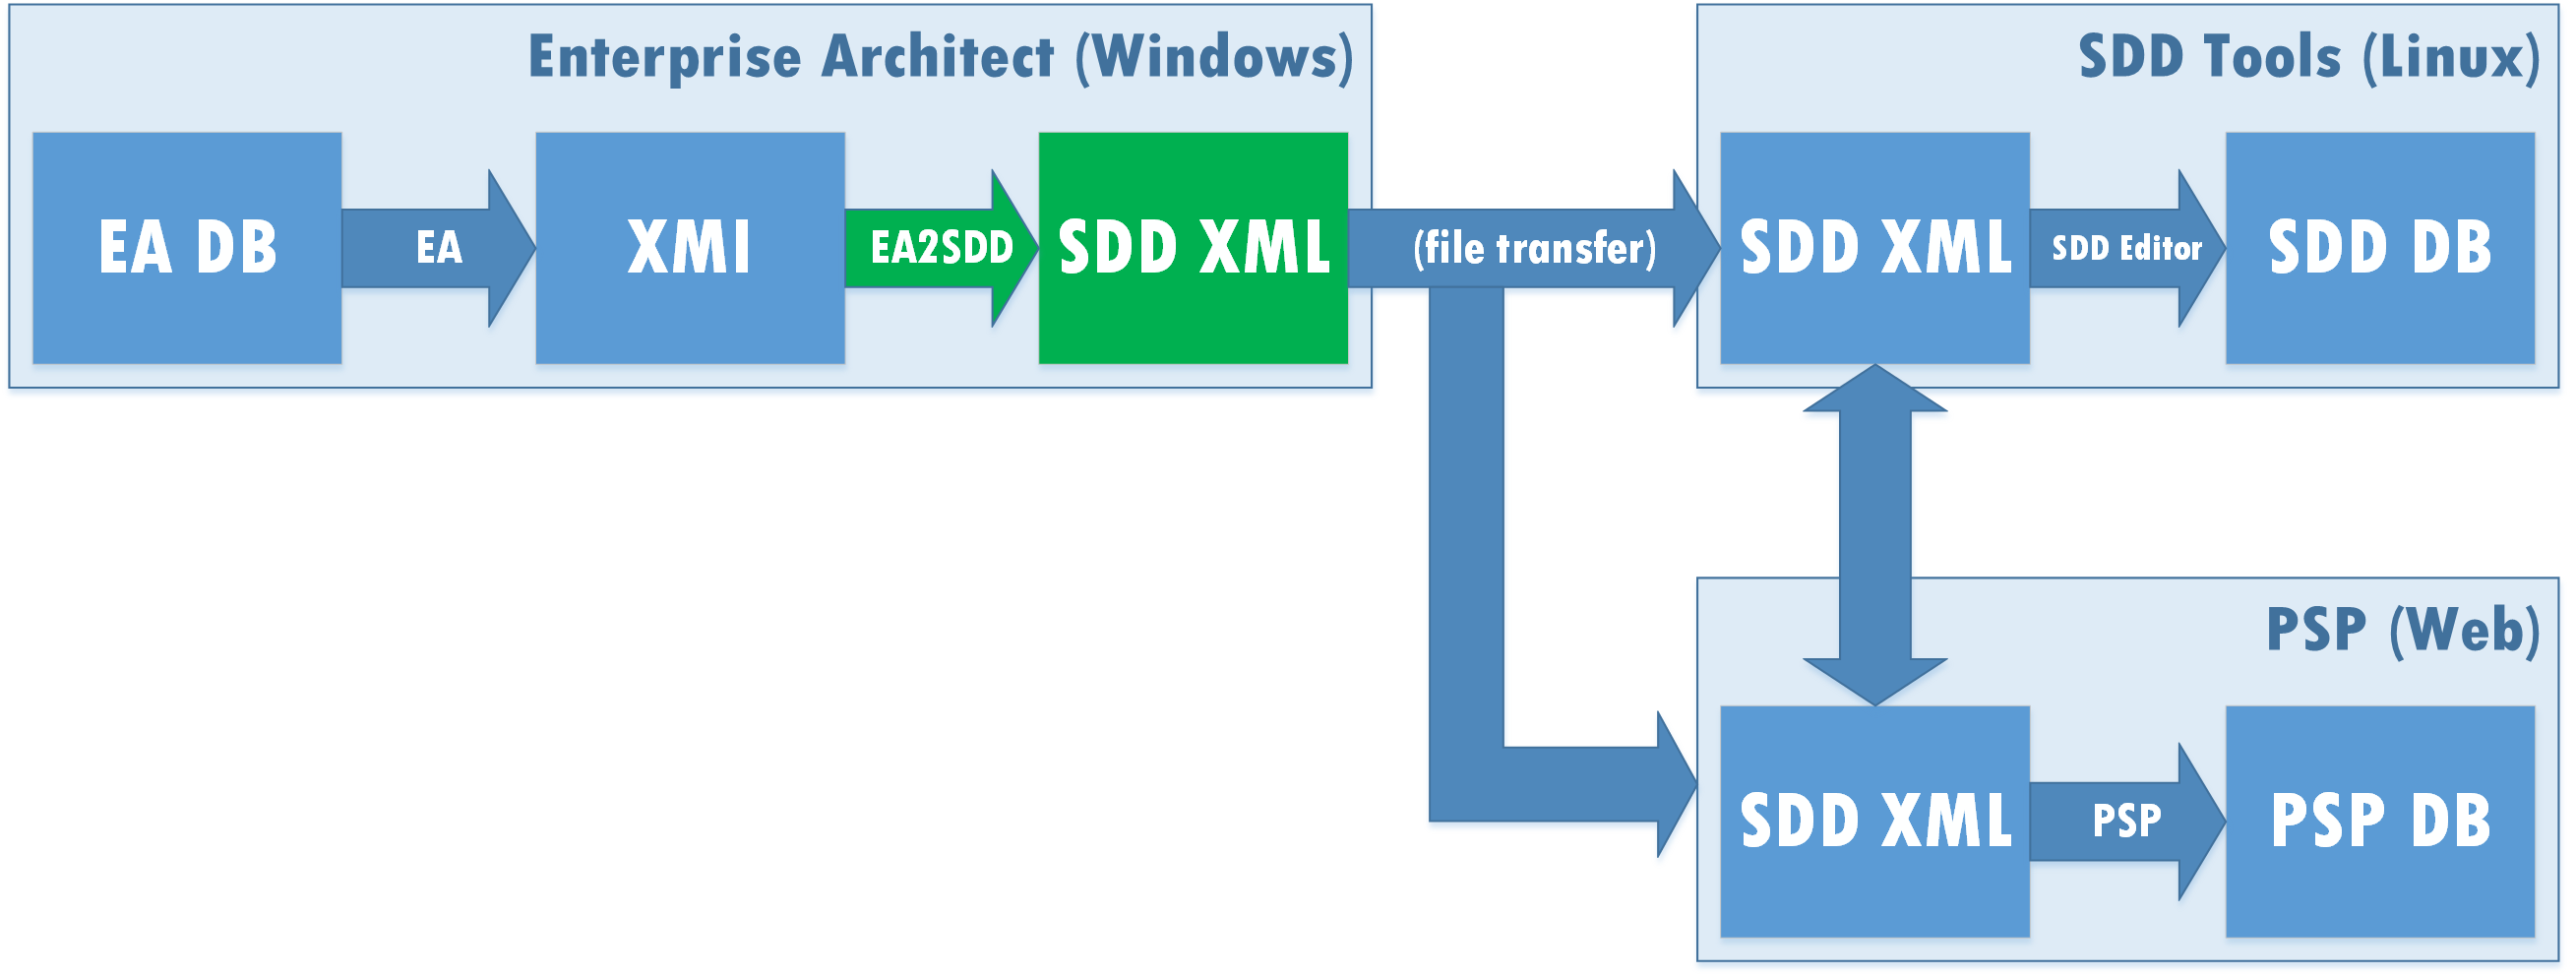 Enterprise Architect (Windows)
EA DB
EA
XMI
EA2SDD
SDD XML
(file transfer)
SDD Tools (Linux)
SDD XML
SDD Editor
SDD DB
PSP (Web)
SDD XML
PSP
PSP DB